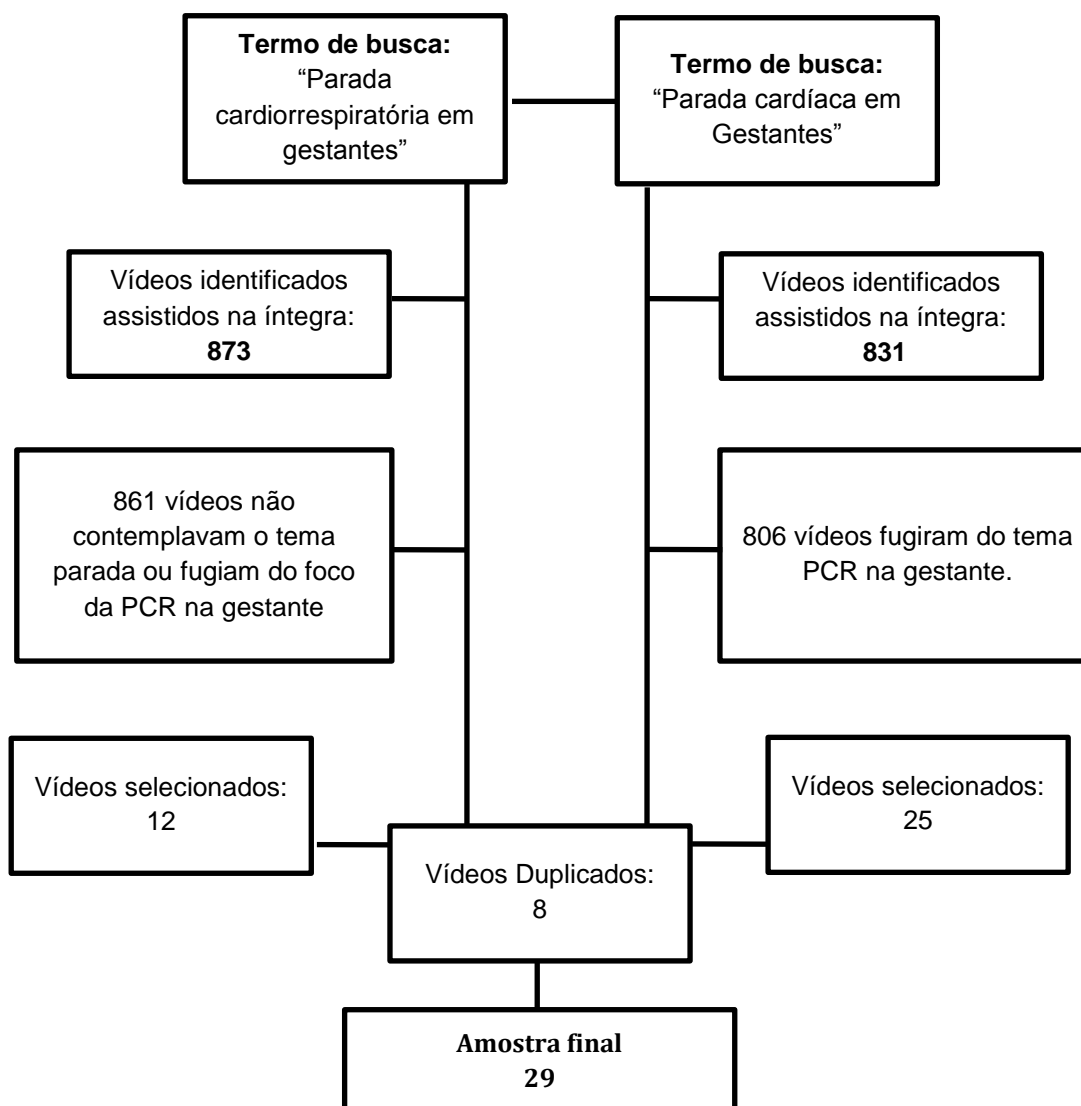 Termo de busca:
“Parada
cardiorrespiratória em
gestantes”
Termo de busca:
“Parada cardíaca em
Gestantes”
Vídeos identificados
assistidos na íntegra:
873
Vídeos identificados
assistidos na íntegra:
831
861 vídeos não
contemplavam o tema
parada ou fugiam do foco
da PCR na gestante
806 vídeos fugiram do tema
PCR na gestante.
Vídeos selecionados:
12
Vídeos selecionados:
25
Vídeos Duplicados:
8
Amostra final
29